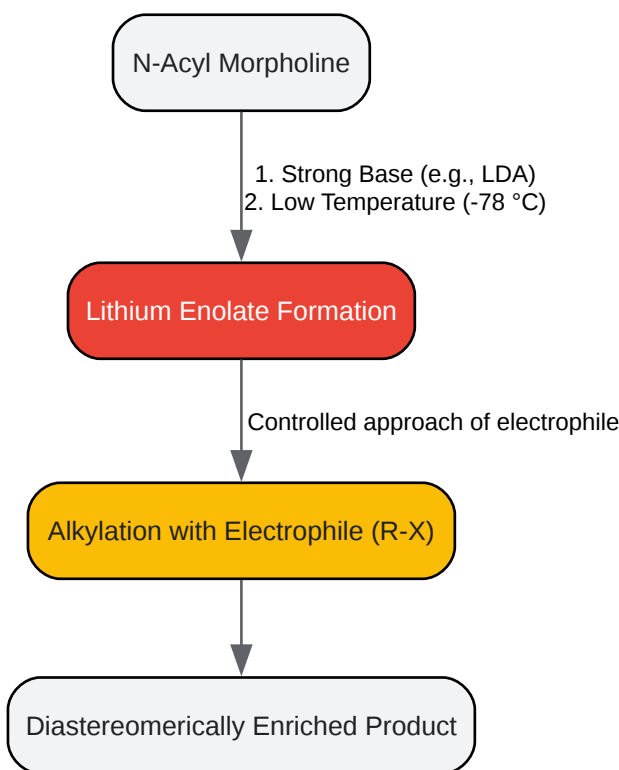 N-Acyl Morpholine
1. Strong Base (e.g., LDA)
2. Low Temperature (-78 °C)
Lithium Enolate Formation
Controlled approach of electrophile
Alkylation with Electrophile (R-X)
Diastereomerically Enriched Product